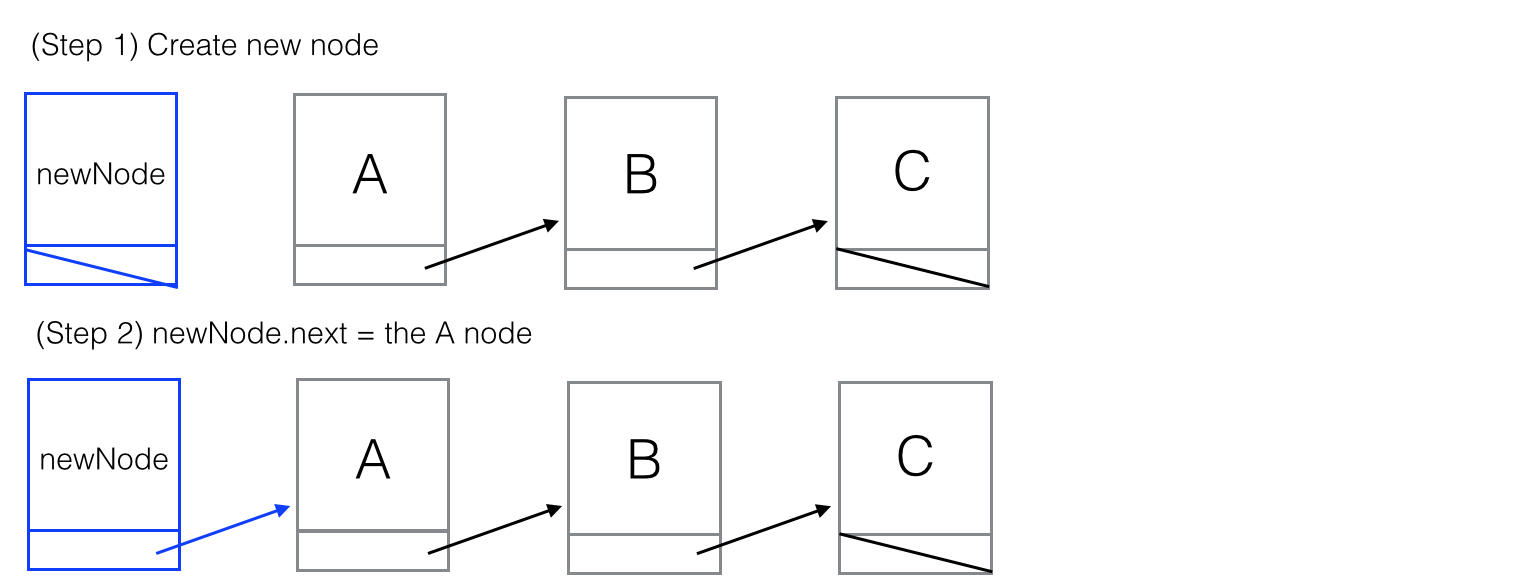 (Step 1) Create new node
newNode A B C
(Step 2) newNode.next = the A node
newNode A B C